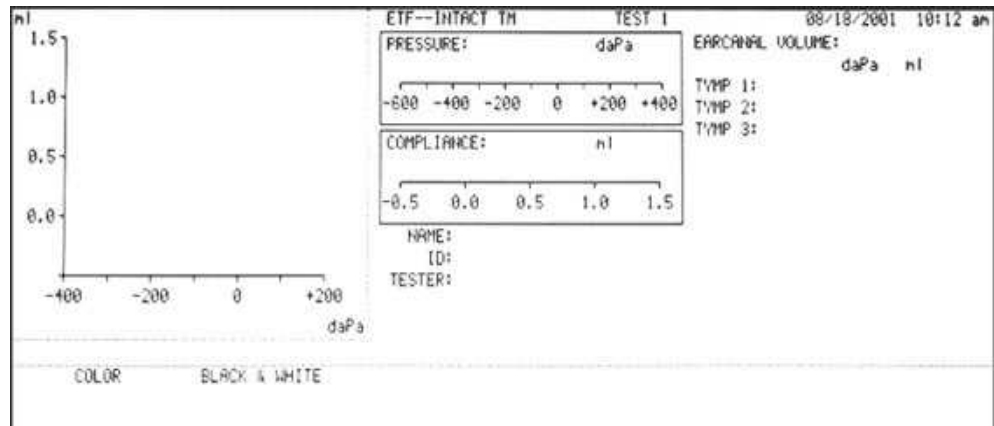 ml
1.5
1.0
0.5
0.0
-400 -200 0 +200
daPa
ETF--INTACT TM TEST 1 08/18/2001 10:12 am
PRESSURE: daPa
-600 -400 -200 0 +200 +400
COMPLIANCE: ml
-0.5 0.0 0.5 1.0 1.5
NAME:
ID:
TESTER:
EARCANAL VOLUME:
daPa ml
TYMP 1:
TYMP 2:
TYMP 3:
COLOR BLACK & WHITE